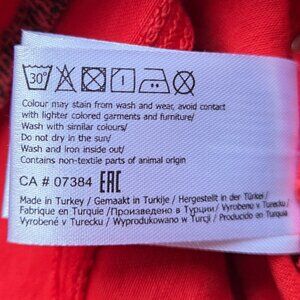 30°
Colour may stain from wash and wear, avoid contact
with lighter colored garments and furniture/
Wash with similar colours/
Do not dry in the sun/
Wash and iron inside out/
Contains non-textile parts of animal origin
CA # 07384 EAC
Made in Turkey / Gemaakt in Turkije / Hergestellt in der Türkei /
Fabrique en Turquie /Произведено в Турции / Vyrobeno v Turecku /
Vyrobené v Turecku / Wyprodukowano w Turcji / Producido en Turquia